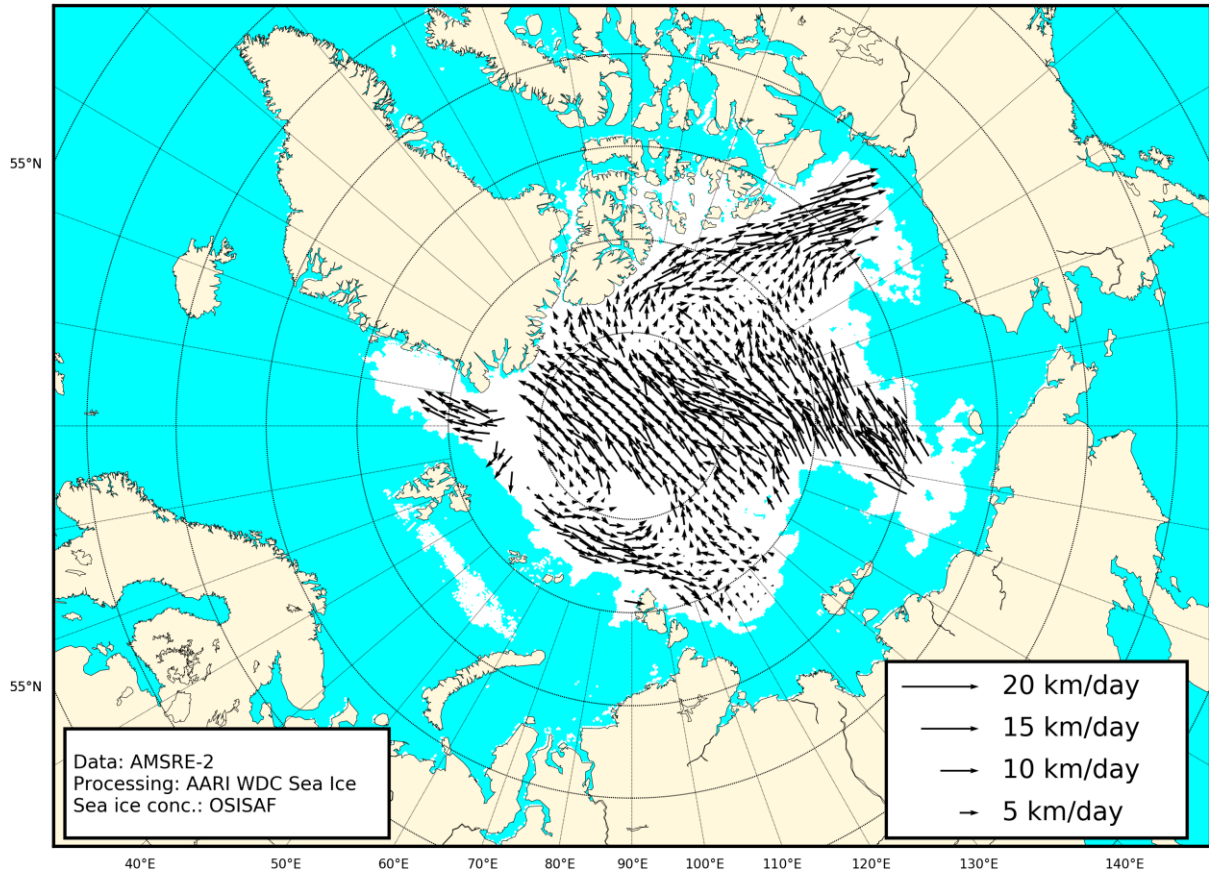 55°N
55°N
Data: AMSRE-2
Processing: AARI WDC Sea Ice
Sea ice conc.: OSISAF
20 km/day
15 km/day
10 km/day
5 km/day
40°E 50°E 60°E 70°E 80°E 90°E 100°E 110°E 120°E 130°E 140°E